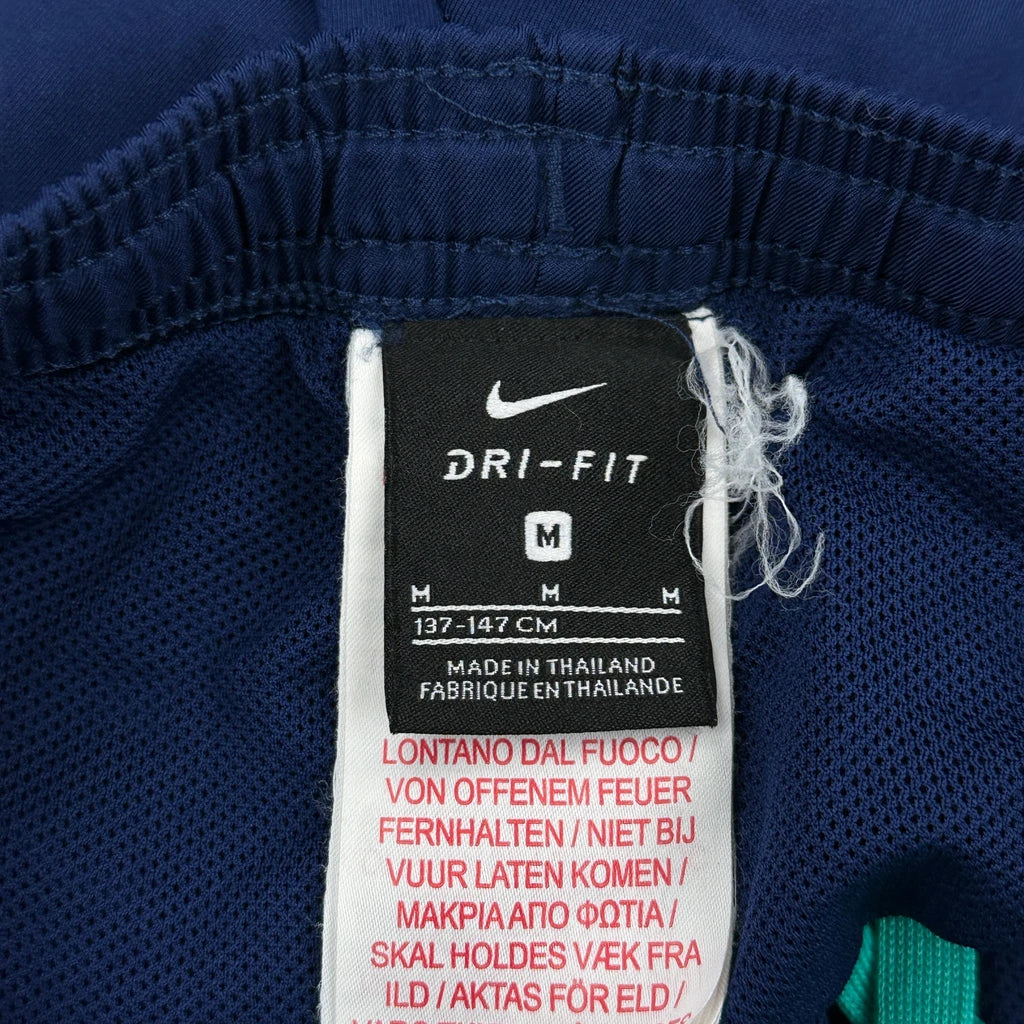 DRI-FIT
M
M M M
137-147 CM
MADE IN THAILAND
FABRIQUE EN THAILANDE
LONTANO DAL FUOCO /
VON OFFENEM FEUER
FERNHALTEN / NIET BIJ
VUUR LATEN KOMEN /
ΜΑΚΡΙΑ ΑΠΟ ΦΩΤΙΑ /
SKAL HOLDES VÆK FRA
ILD / AKTAS FÖR ELD /